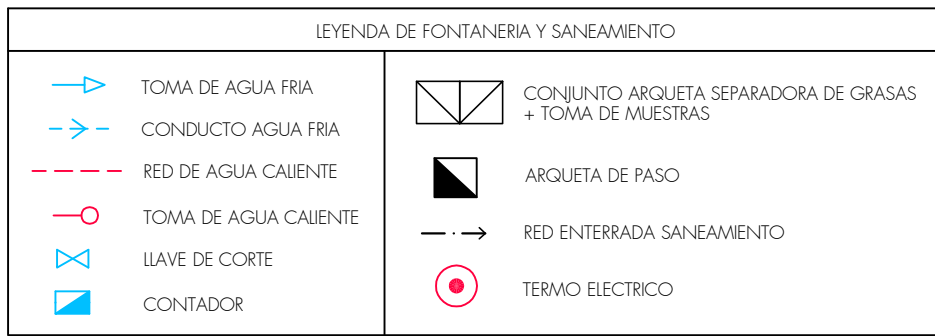 LEYENDA DE FONTANERIA Y SANEAMIENTO
TOMA DE AGUA FRIA
CONDUCTO AGUA FRIA
RED DE AGUA CALIENTE
TOMA DE AGUA CALIENTE
LLAVE DE CORTE
CONTADOR
CONJUNTO ARQUETA SEPARADORA DE GRASAS
+ TOMA DE MUESTRAS
ARQUETA DE PASO
RED ENTERRADA SANEAMIENTO
TERMO ELECTRICO